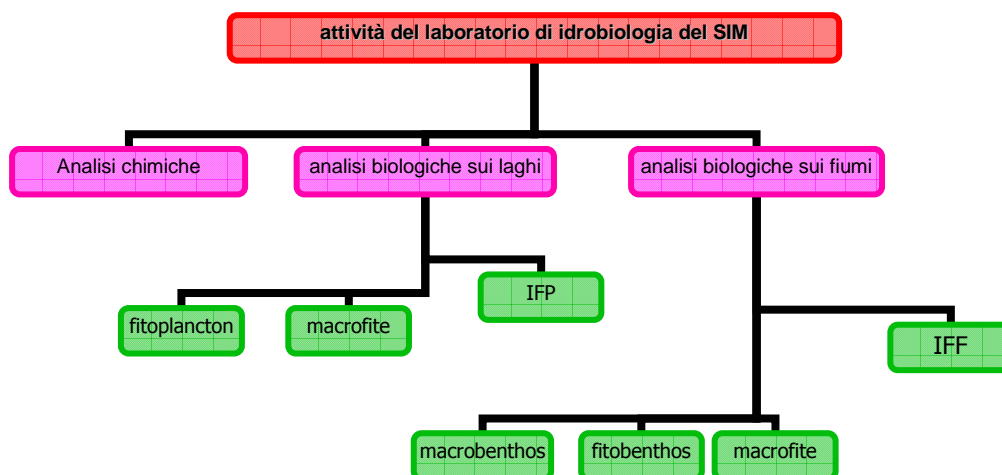 attività del laboratorio di idrobiologia del SIM
Analisi chimiche
analisi biologiche sui laghi
analisi biologiche sui fiumi
IFP
fitoplancton
macrofite
IFF
macrobenthos
fitobenthos
macrofite